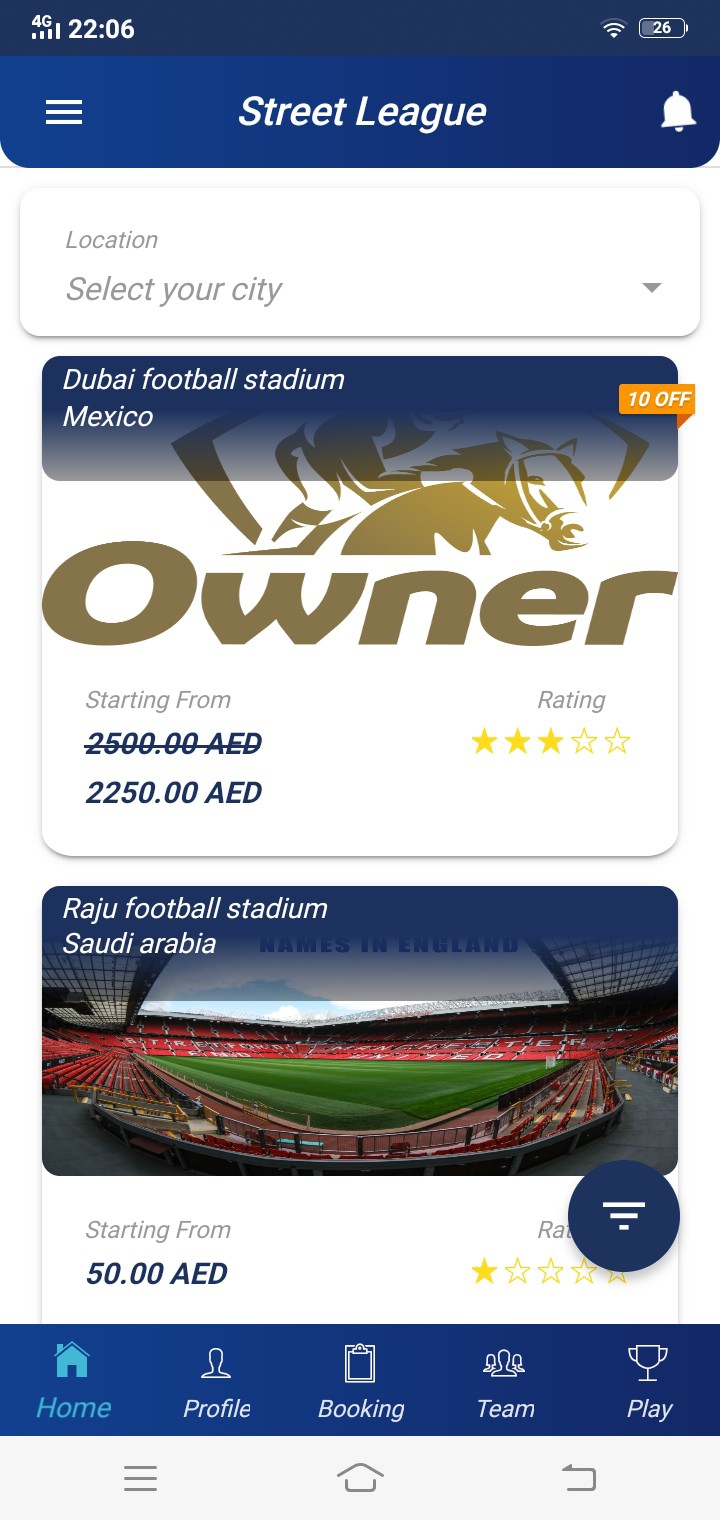 4G 22:06 26
Street League
Location
Select your city
Dubai football stadium
Mexico
10 OFF
Owner
Starting From Rating
2500.00 AED
2250.00 AED
Raju football stadium
Saudi arabia
NAMES IN ENGLAND
Starting From Rat
50.00 AED
Home Profile Booking Team Play